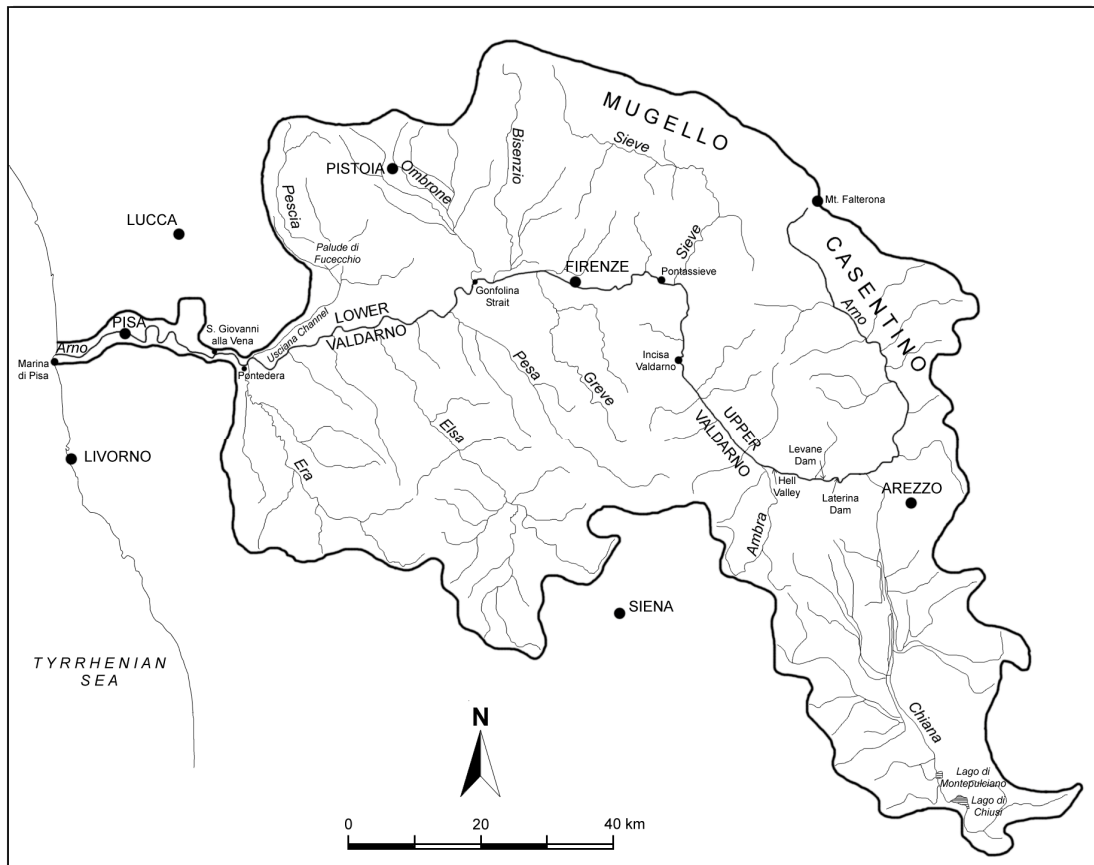 MUGELLO
Sieve
Bisenzio
PISTOIA
Ombrone
Pescia
Mt. Falterona
LUCCA
Palude di
Fucecchio
Sieve
CASENTINO
FIRENZE
Pontassieve
Gonfolina
Strait
Arno
LOWER
VALDARNO
Usciana Channel
PISA
S. Giovanni
alla Vena
Arno
Marina
di Pisa
Pontedera
Incisa
Valdarno
Pesa
Greve
Elsa
Era
UPPER
VALDARNO
LIVORNO
Levane
Dam
Hell
Valley
Laterina
Dam
AREZZO
Ambra
SIENA
TYRRHENIAN
SEA
N
Chiana
Lago di
Montepulciano
Lago di
Chiusi
0 20 40 km